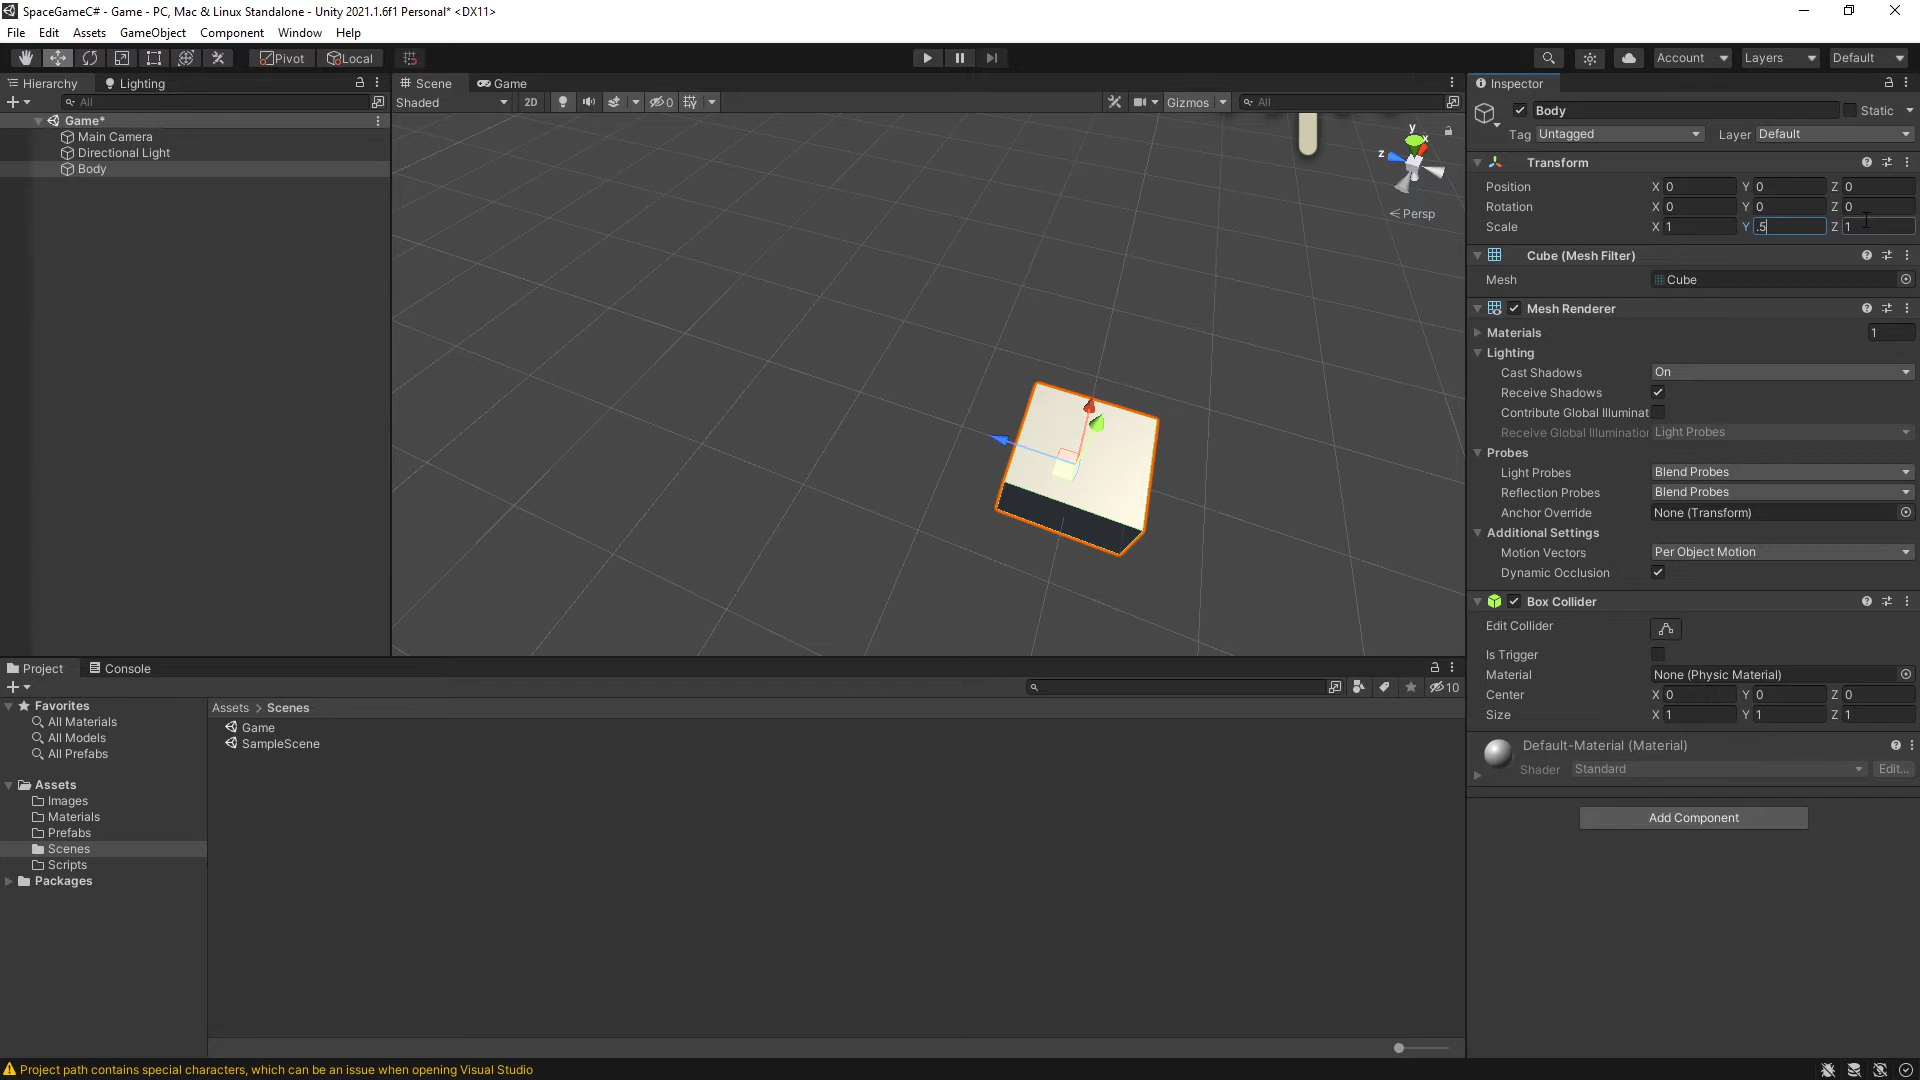 SpaceGameC# - Game - PC, Mac & Linux Standalone - Unity 2021.1.6f1 Personal* <DX11>
File Edit Assets GameObject Component Window Help
Pivot Local Account Layers Default
Hierarchy Lighting
All
Game*
Main Camera
Directional Light
Body
Scene Game
Shaded 2D 0 Gizmos All
y
x
z
Persp
Inspector
Body Static
Tag Untagged Layer Default
Transform
Position X 0 Y 0 Z 0
Rotation X 0 Y 0 Z 0
Scale X 1 Y .5 Z 1
Cube (Mesh Filter)
Mesh Cube
Mesh Renderer
Materials 1
Lighting
Cast Shadows On
Receive Shadows
Contribute Global Illuminat
Receive Global Illumination Light Probes
Probes
Light Probes Blend Probes
Reflection Probes Blend Probes
Anchor Override None (Transform)
Additional Settings
Motion Vectors Per Object Motion
Dynamic Occlusion
Box Collider
Edit Collider
Is Trigger
Material None (Physic Material)
Center X 0 Y 0 Z 0
Size X 1 Y 1 Z 1
Default-Material (Material)
Shader Standard Edit...
Add Component
Project Console
10
Favorites
All Materials
All Models
All Prefabs
Assets
Images
Materials
Prefabs
Scenes
Scripts
Packages
Assets > Scenes
Game
SampleScene
Project path contains special characters, which can be an issue when opening Visual Studio